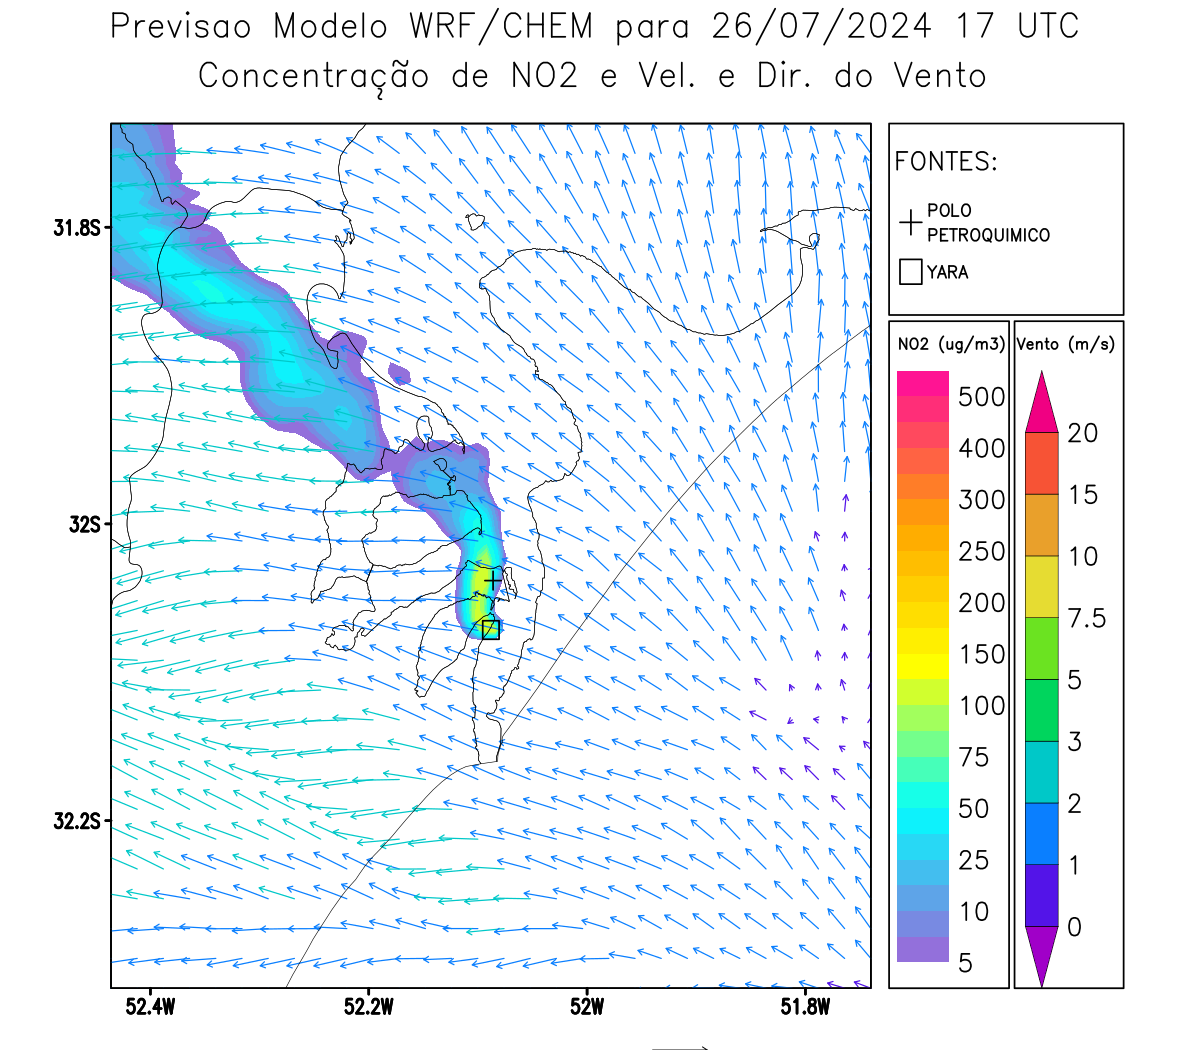 Previsao Modelo WRF/CHEM para 26/07/2024 17 UTC
Concentração de NO2 e Vel. e Dir. do Vento
FONTES:
POLO
PETROQUIMICO
YARA
NO2 (ug/m3)
500
400
300
250
200
150
100
75
50
25
10
5
Vento (m/s)
20
15
10
7.5
5
3
2
1
0
31.8S
32S
32.2S
52.4W
52.2W
52W
51.8W